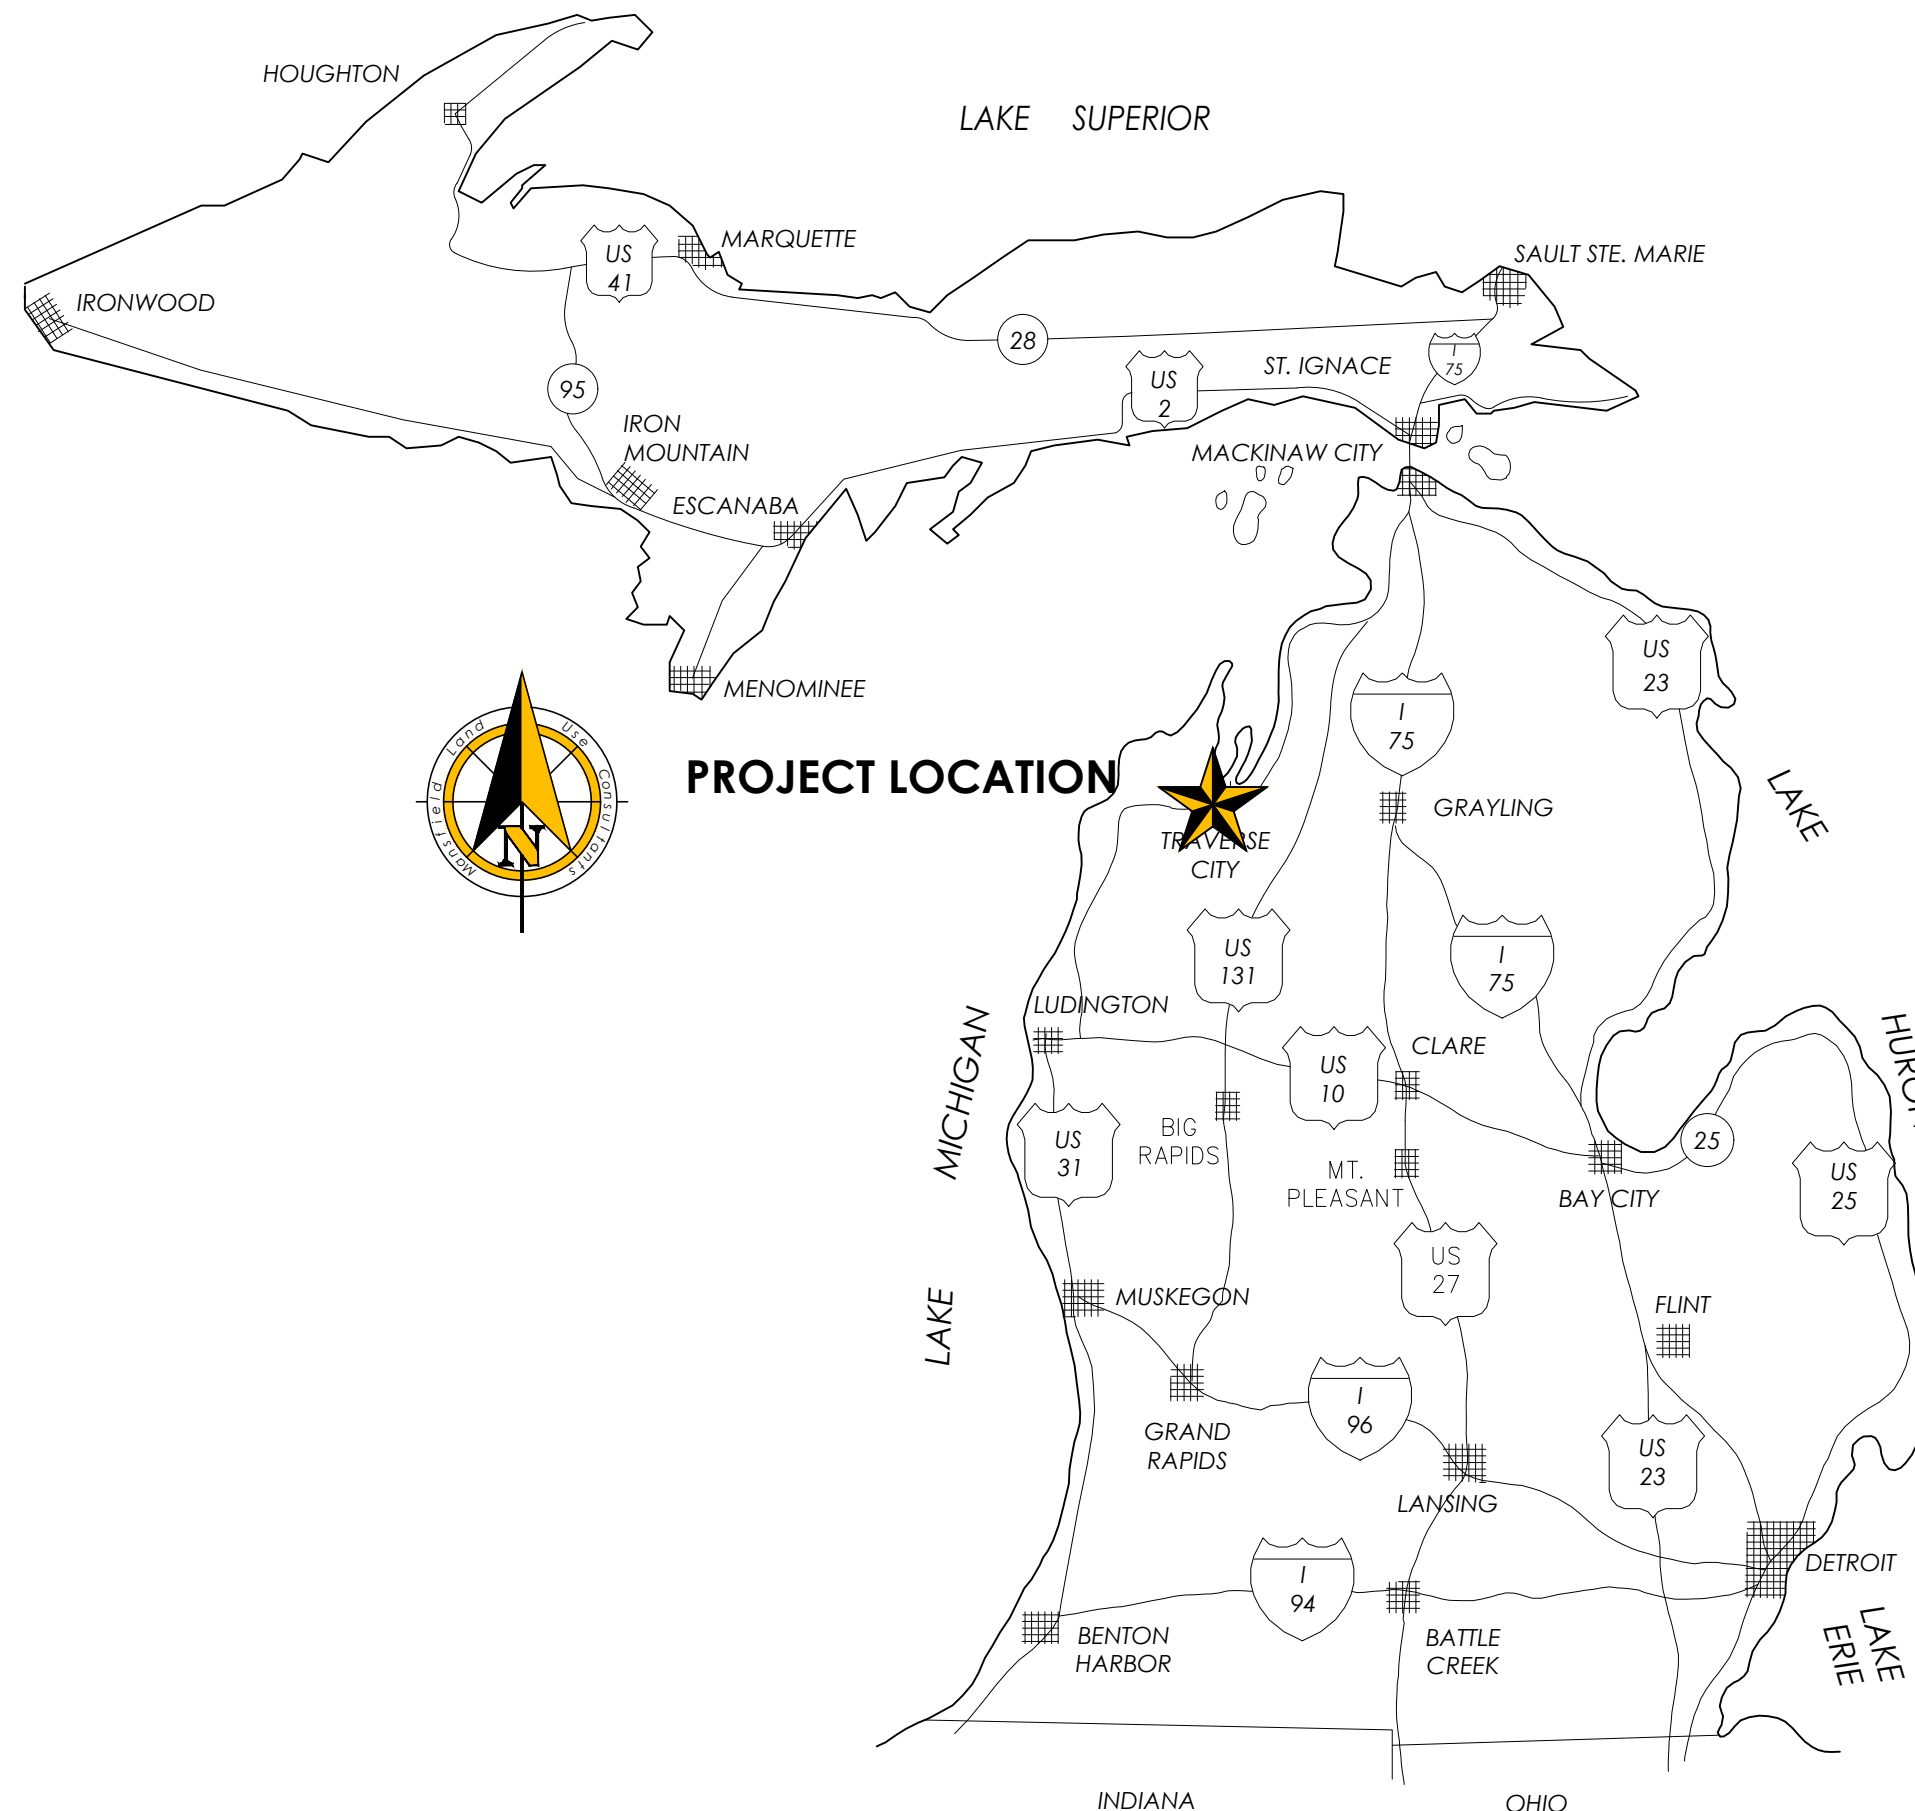 HOUGHTON
LAKE SUPERIOR
MARQUETTE
US
41
SAULT STE. MARIE
IRONWOOD
28
I
75
ST. IGNACE
US
2
95
IRON
MOUNTAIN
MACKINAW CITY
ESCANABA
US
23
MENOMINEE
Mansfield Land Use Consultants
N
PROJECT LOCATION
I
75
LAKE
GRAYLING
TRAVERSE
CITY
US
131
I
75
LUDINGTON
MICHIGAN
HURON
CLARE
US
10
US
31
BIG
RAPIDS
MT.
PLEASANT
25
US
25
BAY CITY
US
27
LAKE
MUSKEGON
FLINT
I
96
GRAND
RAPIDS
US
23
LANSING
DETROIT
I
94
LAKE
ERIE
BENTON
HARBOR
BATTLE
CREEK
INDIANA
OHIO